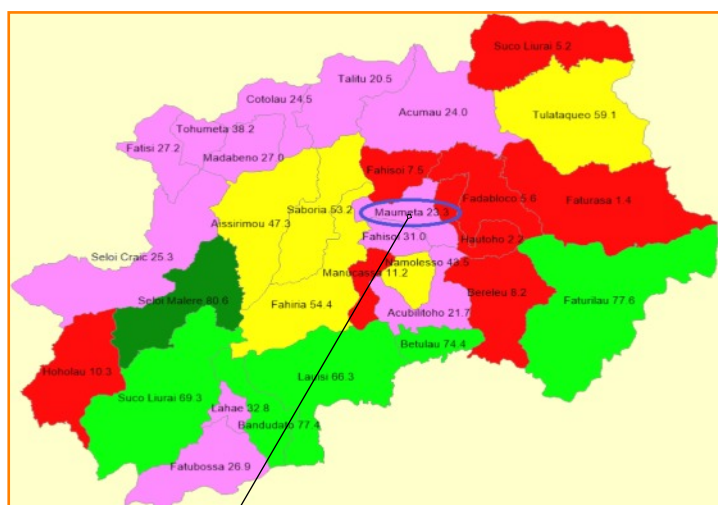 Suco Liurai 5.2
Talitu 20.5
Cotolau 24.5
Acumau 24.0
Tulataqueo 59.1
Tohumeta 38.2
Fatisi 27.2
Madabeno 27.0
Fahisoi 7.5
Fadabloco 5.6
Faturasa 1.4
Saboria 53.2
Maumeta 23.3
Aissirimou 47.3
Fahisoi 31.0
Hautoho 2.2
Seloi Craic 25.3
Namolesso 43.5
Manucassa 11.2
Bereleu 8.2
Seloi Malere 80.6
Fahiria 54.4
Acubilitoho 21.7
Faturilau 77.6
Betulau 74.4
Hoholau 10.3
Lauisi 66.3
Suco Liurai 69.3
Lahae 32.8
Bandudato 77.4
Fatubossa 26.9